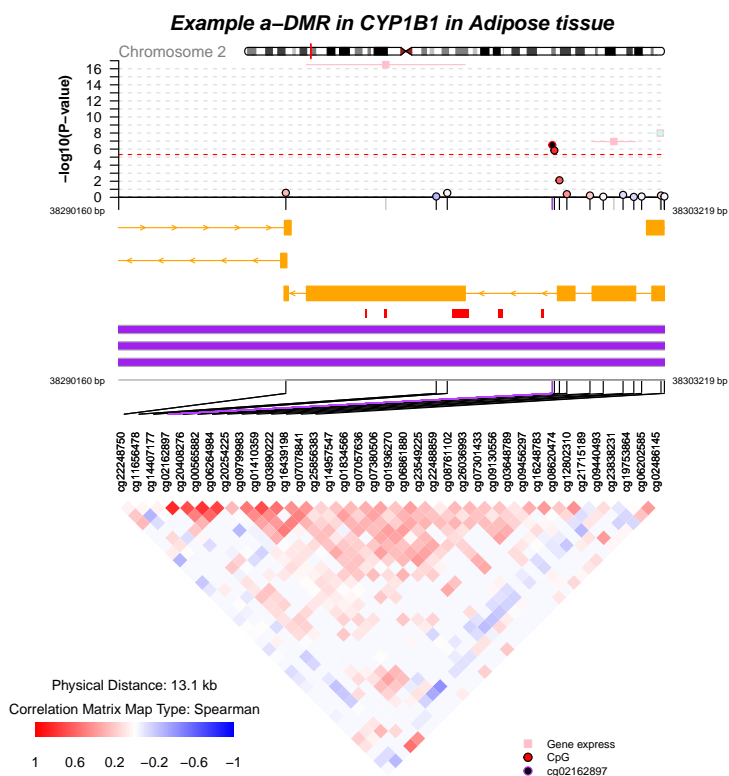 Example a−DMR in CYP1B1 in Adipose tissue
Chromosome 2
−log10(P−value)
16
14
12
10
8
6
4
2
0
38290160 bp
38303219 bp
38290160 bp
38303219 bp
cg22248750
cg11656478
cg14407177
cg02162897
cg20408276
cg00565882
cg06264984
cg20254225
cg09799983
cg01410359
cg03890222
cg16439198
cg07078841
cg25856383
cg14957547
cg01834566
cg07057636
cg07380506
cg01936270
cg06861880
cg23549225
cg22488859
cg08761102
cg26036993
cg07301433
cg09130556
cg03648789
cg09456297
cg16248783
cg08620474
cg12802310
cg21715189
cg09440493
cg23838231
cg19753864
cg06202585
cg02486145
Physical Distance: 13.1 kb
Correlation Matrix Map Type: Spearman
1 0.6 0.2 −0.2 −0.6 −1
Gene express
CpG
cg02162897